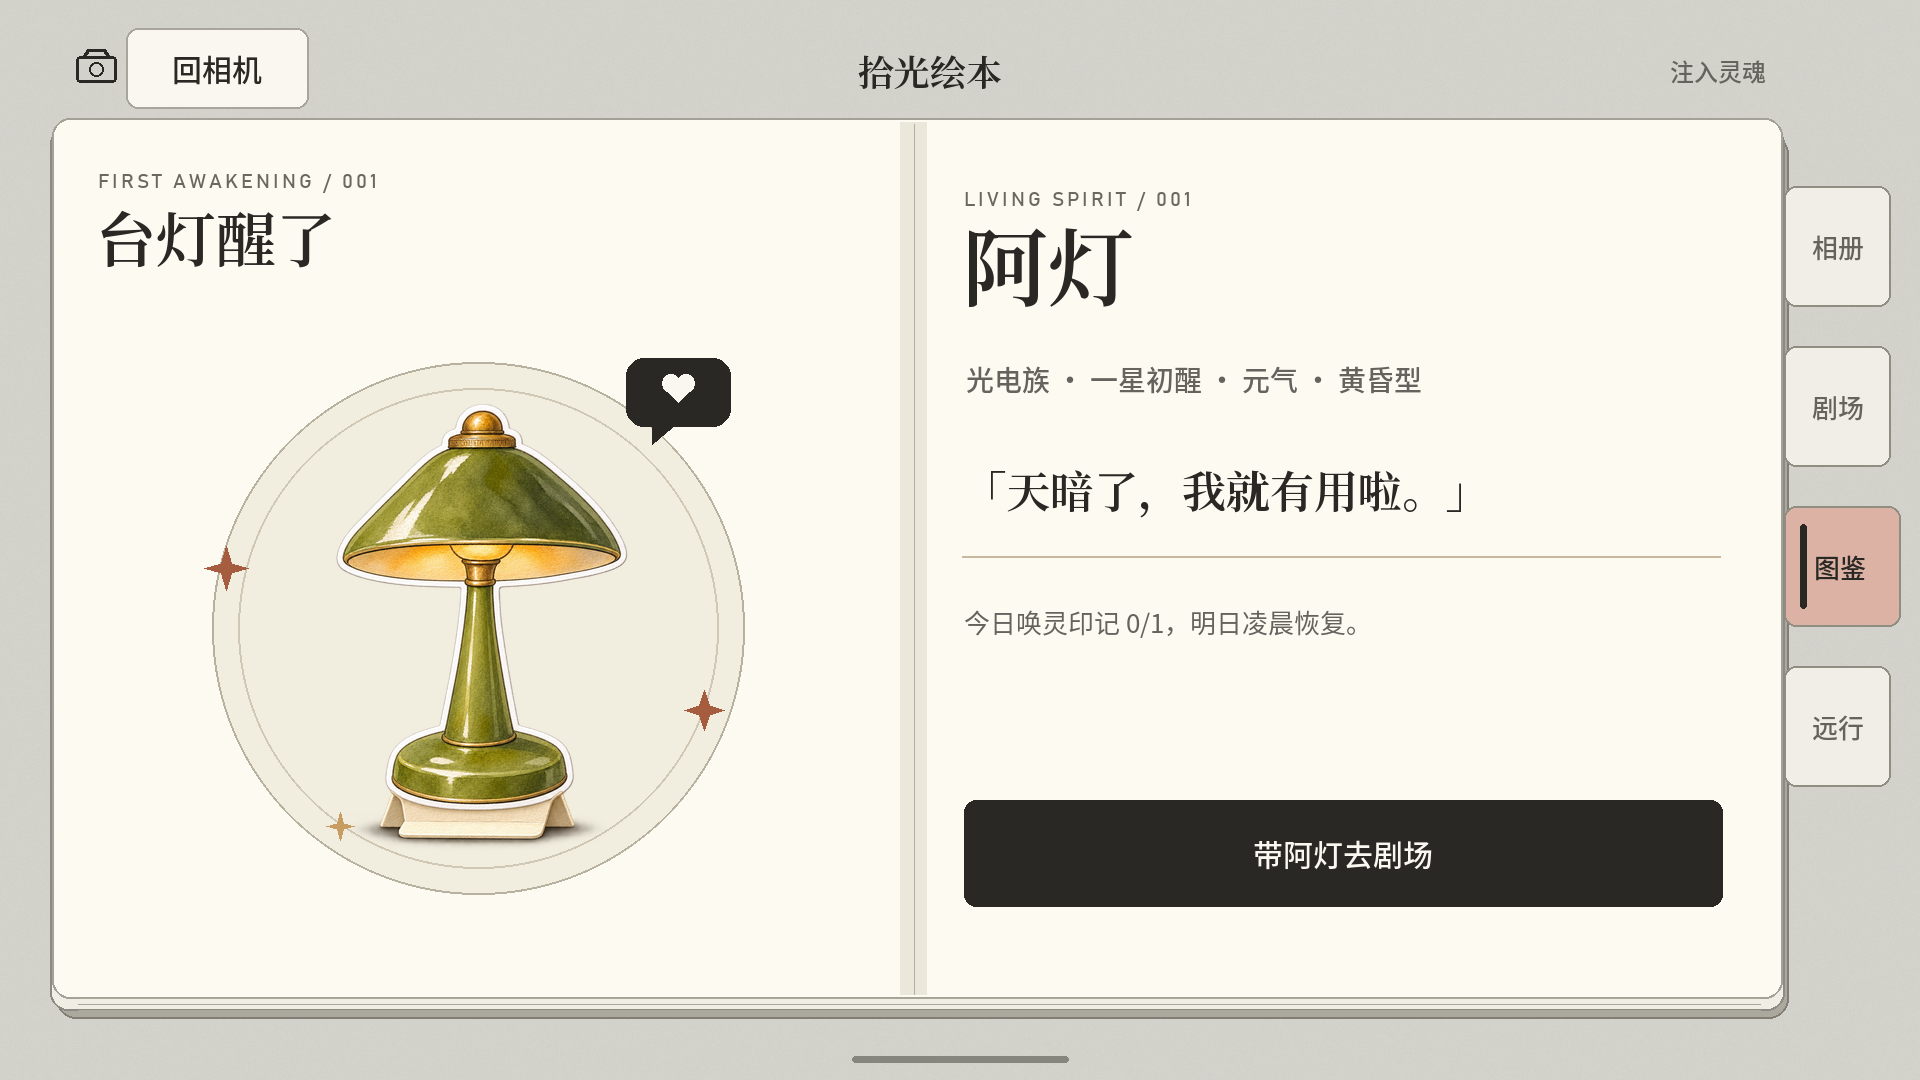 回相机
拾光绘本
注入灵魂
FIRST AWAKENING / 001
台灯醒了
LIVING SPIRIT / 001
阿灯
光电族 · 一星初醒 · 元气 · 黄昏型
「天暗了，我就有用啦。」
今日唤灵印记 0/1，明日凌晨恢复。
带阿灯去剧场
相册
剧场
图鉴
远行